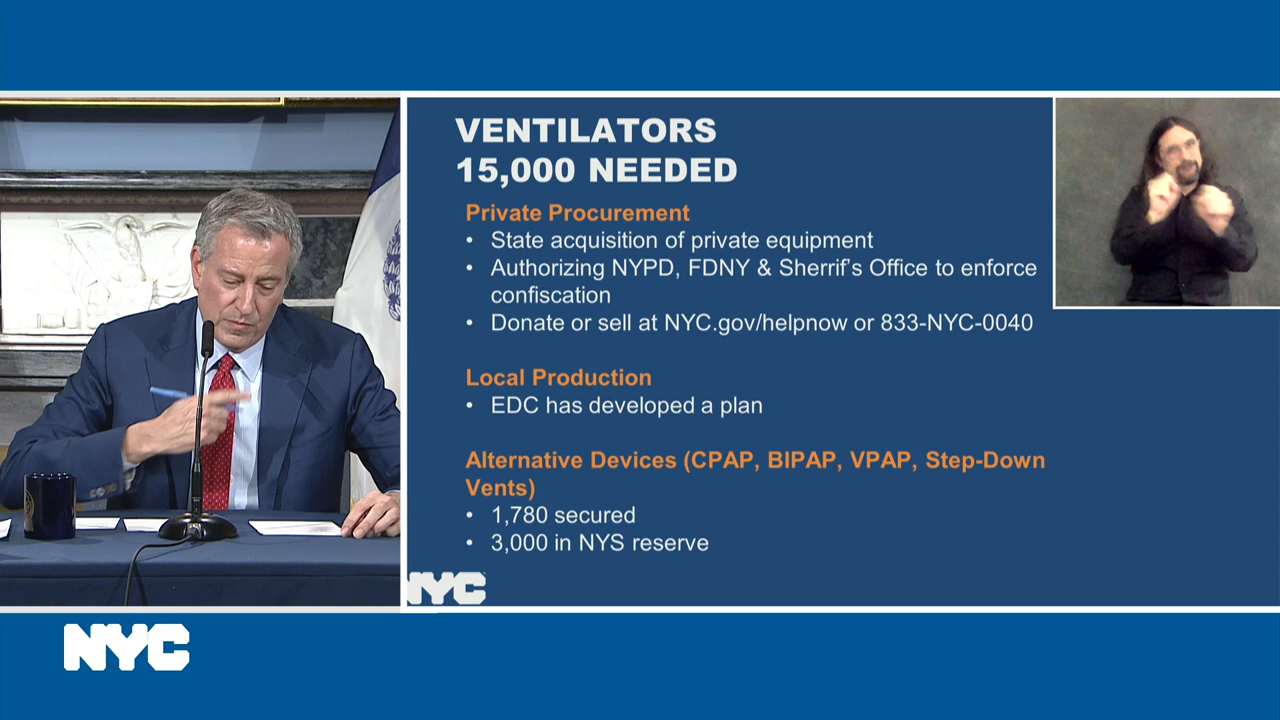 VENTILATORS
15,000 NEEDED
Private Procurement
• State acquisition of private equipment
• Authorizing NYPD, FDNY & Sherrif's Office to enforce
confiscation
• Donate or sell at NYC.gov/helpnow or 833-NYC-0040
Local Production
• EDC has developed a plan
Alternative Devices (CPAP, BIPAP, VPAP, Step-Down
Vents)
• 1,780 secured
• 3,000 in NYS reserve
NYC
NYC